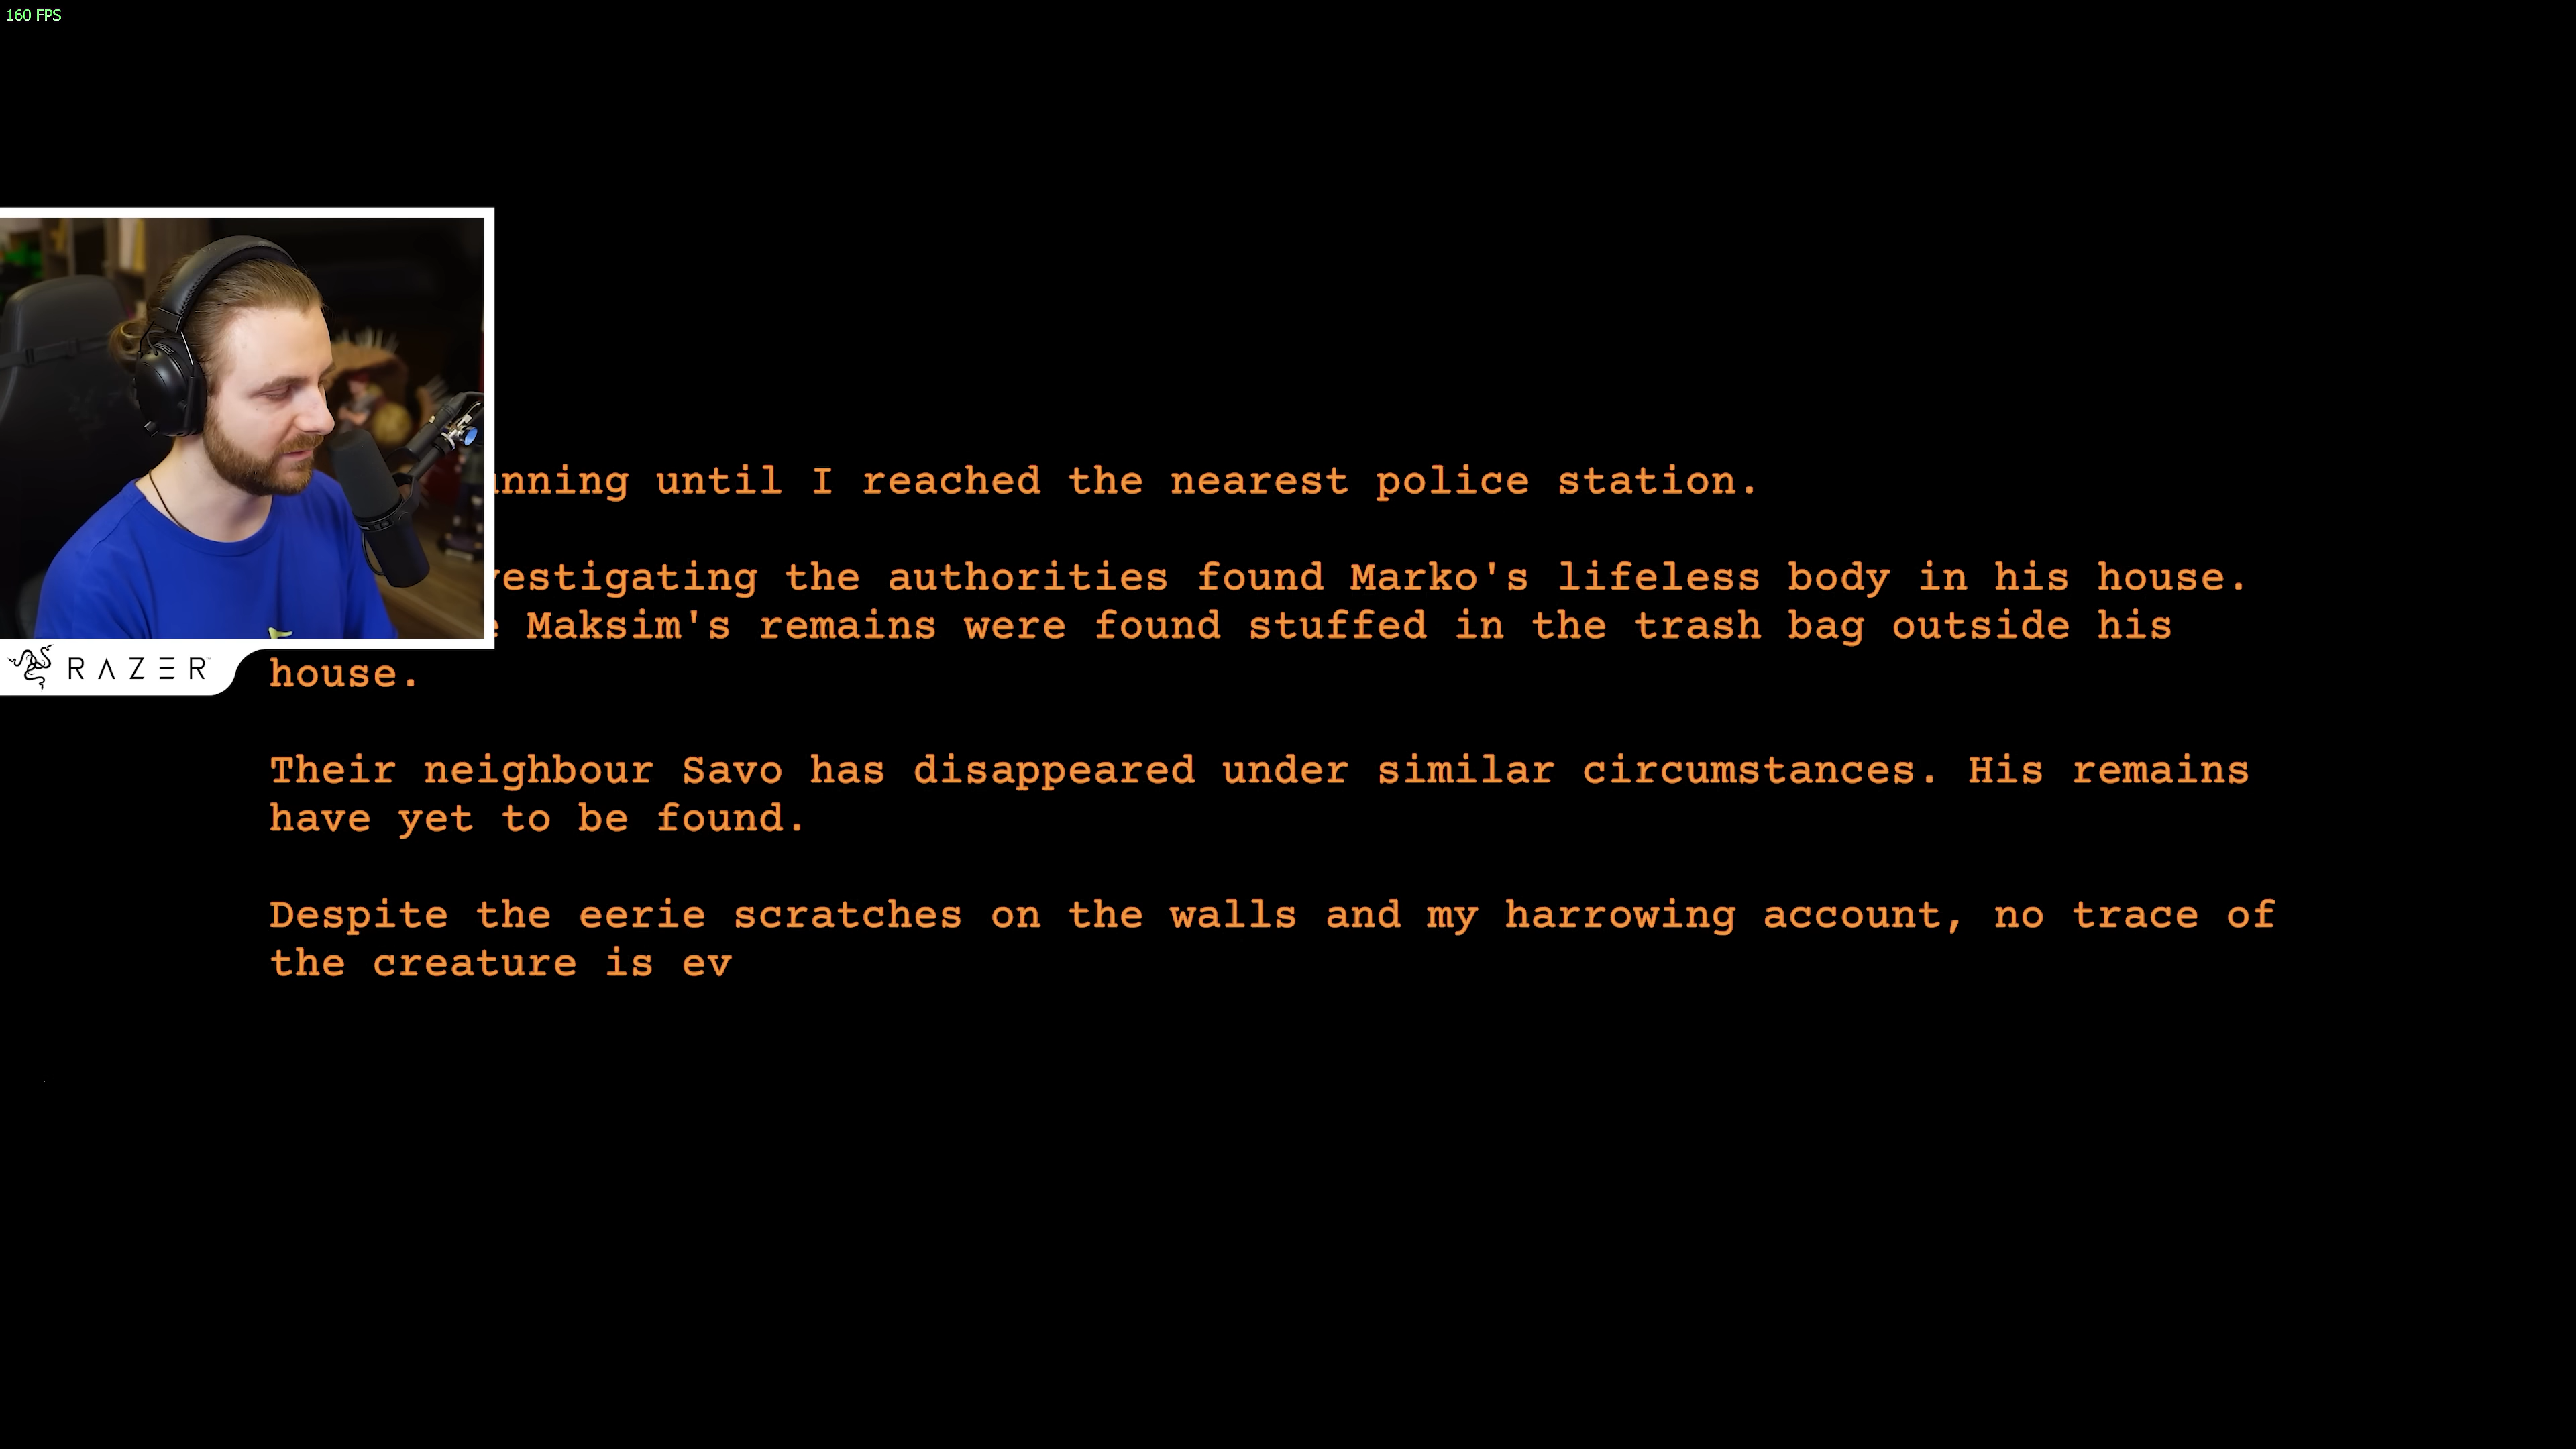 160 FPS
until I reached the nearest police station.
the authorities found Marko's lifeless body in his house.
Maksim's remains were found stuffed in the trash bag outside his
RAZER
house.
Their neighbour Savo has disappeared under similar circumstances. His remains
have yet to be found.
Despite the eerie scratches on the walls and my harrowing account, no trace of
the creature is ev